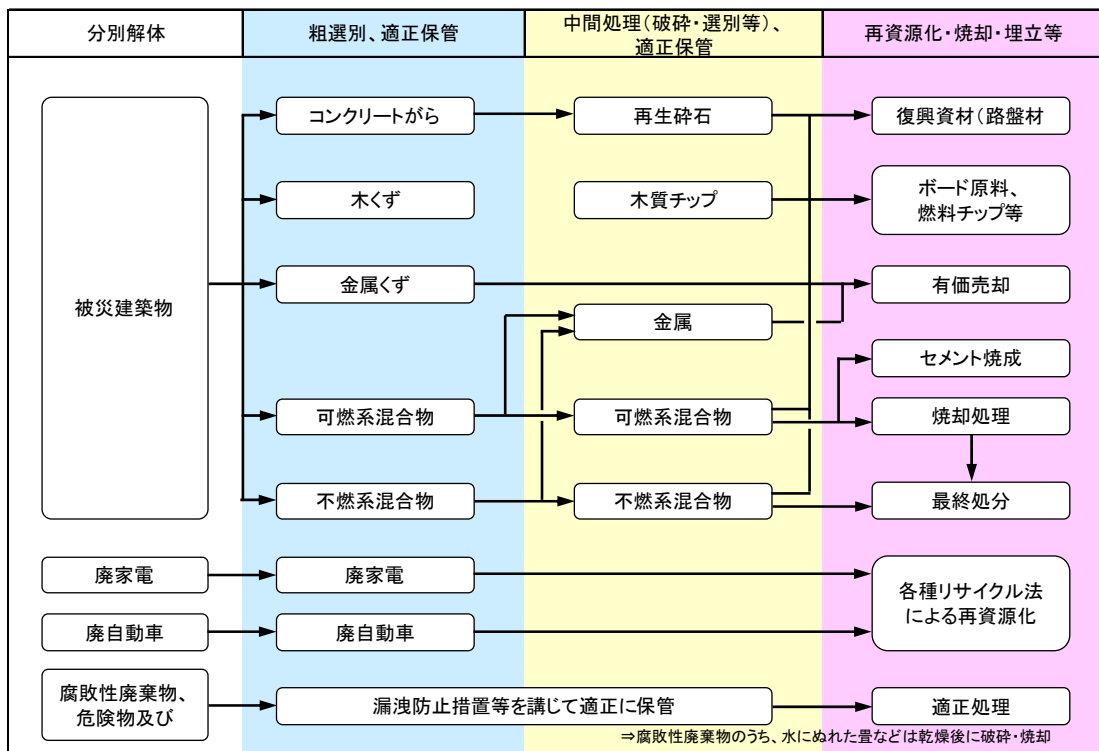 分別解体
粗選別、適正保管
中間処理(破砕・選別等)、
適正保管
再資源化・焼却・埋立等
被災建築物
コンクリートがら
再生砕石
復興資材(路盤材
木くず
木質チップ
ボード原料、
燃料チップ等
金属くず
有価売却
金属
セメント焼成
可燃系混合物
可燃系混合物
焼却処理
不燃系混合物
不燃系混合物
最終処分
廃家電
廃家電
各種リサイクル法
による再資源化
廃自動車
廃自動車
腐敗性廃棄物、
危険物及び
漏洩防止措置等を講じて適正に保管
適正処理
⇒腐敗性廃棄物のうち、水にぬれた畳などは乾燥後に破砕・焼却